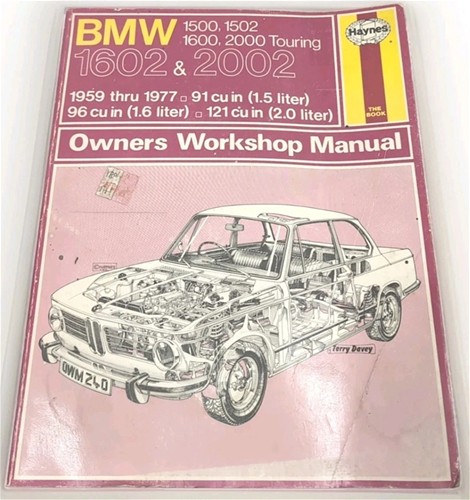 BMW 1500, 1502
1600, 2000 Touring
1602 & 2002
1959 thru 1977 □ 91 cu in (1.5 liter)
96 cu in (1.6 liter) □ 121 cu in (2.0 liter)
Haynes
THE
BOOK
Owners Workshop Manual
Terry Davey
OWM 240